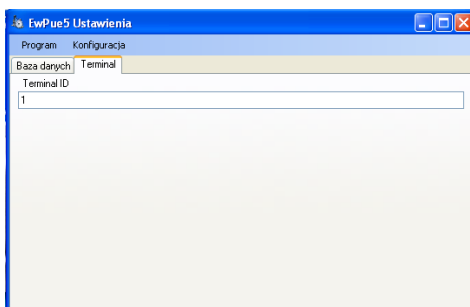 EwPue5 Ustawienia
Program Konfiguracja
Baza danych Terminal
Terminal ID
1